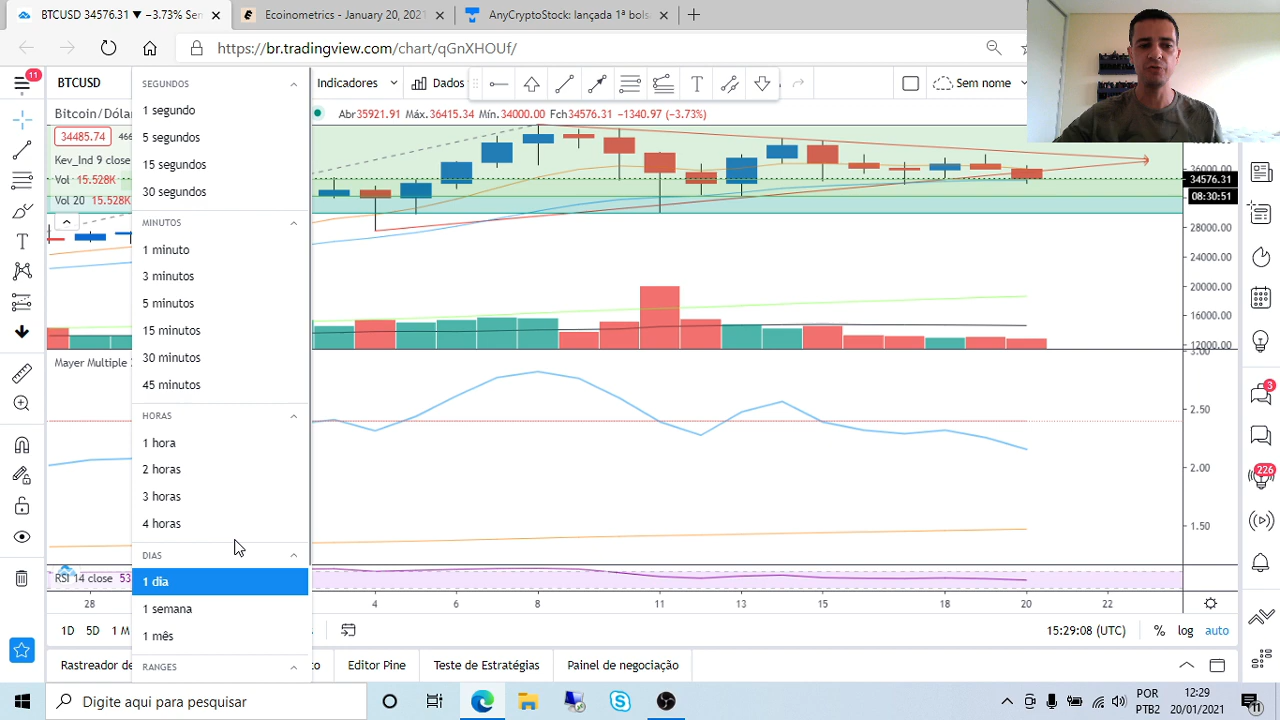 BTCUSD 34576.31 ▼ −3.73% Sen
Ecoinometrics - January 20, 2021
AnyCryptoStock: lançada 1ª bols
https://br.tradingview.com/chart/qGnXHOUf/
11
BTCUSD
Indicadores
Dados
T
Sem nome
Bitcoin/Dólar
Abr35921.91 Máx.36415.34 Mín.34000.00 Fch34576.31 −1340.97 (−3.73%)
34485.74
Kev_Ind 9 close
Vol 15.528K
Vol 20 15.528K
SEGUNDOS
1 segundo
5 segundos
15 segundos
30 segundos
MINUTOS
1 minuto
3 minutos
5 minutos
15 minutos
30 minutos
45 minutos
HORAS
1 hora
2 horas
3 horas
4 horas
DIAS
1 dia
1 semana
1 mês
RANGES
36000.00
34576.31
08:30:51
28000.00
24000.00
20000.00
16000.00
12000.00
Mayer Multiple
3.00
2.50
2.00
1.50
RSI 14 close
28
4
6
8
11
13
15
18
20
22
3
226
1D 5D 1 M
15:29:08 (UTC)
% log auto
Rastreador de
Editor Pine
Teste de Estratégias
Painel de negociação
Digite aqui para pesquisar
POR
PTB2
12:29
20/01/2021
11